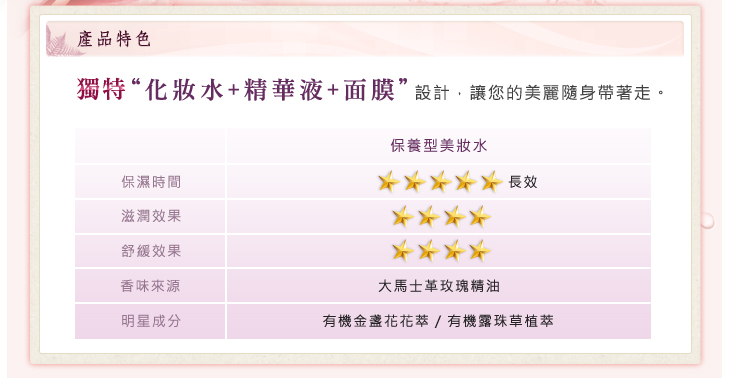 產品特色
獨特“化妝水+精華液+面膜”設計，讓您的美麗隨身帶著走。
保養型美妝水
保濕時間 長效
滋潤效果
舒緩效果
香味來源 大馬士革玫瑰精油
明星成分 有機金盞花花萃 / 有機露珠草植萃